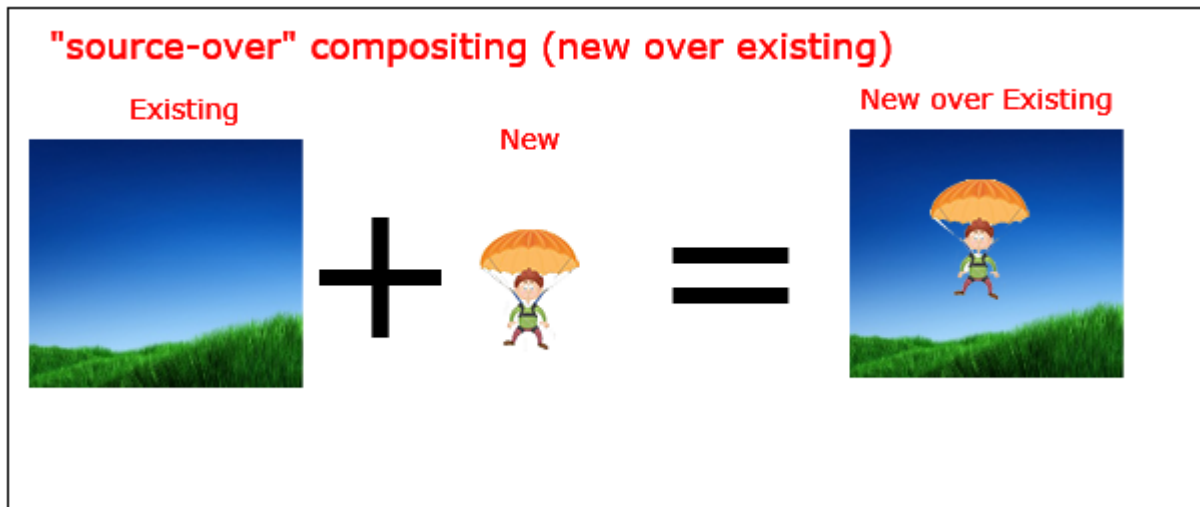 "source-over" compositing (new over existing)
Existing
New
New over Existing